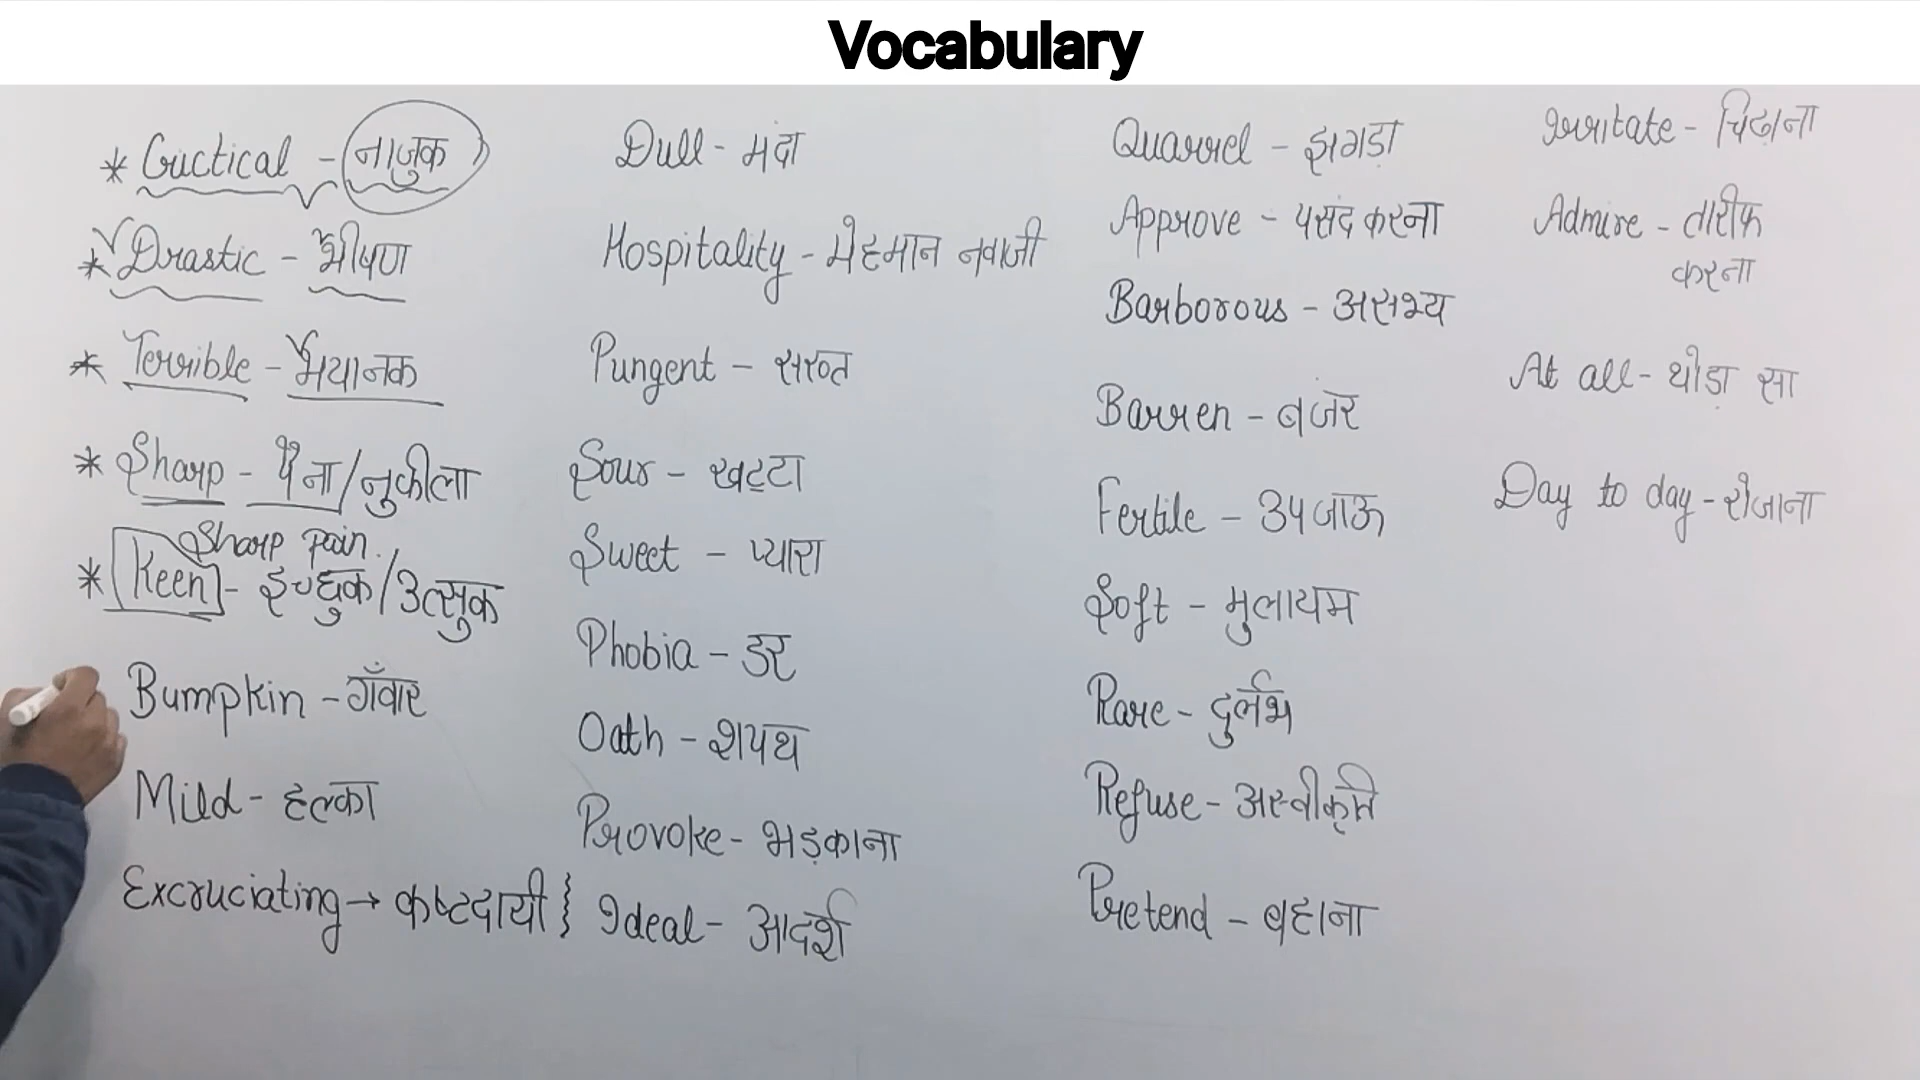 Vocabulary
* Cructical - नाजुक
* Drastic - भीषण
* Terrible - भयानक
* Sharp - पैना/नुकीला
Sharp pain.
* Keen - इच्छुक/उत्सुक
Bumpkin - गँवार
Mild - हल्का
Excruciating → कष्टदायी
Dull - मंदा
Hospitality - मेहमान नवाजी
Pungent - सख्त
Sour - खट्टा
Sweet - प्यारा
Phobia - डर
Oath - शपथ
Provoke - भड़काना
Ideal - आदर्श
Quarrel - झगड़ा
Approve - पसंद करना
Barborous - असभ्य
Barren - बंजर
Fertile - उपजाऊ
Soft - मुलायम
Rare - दुर्लभ
Refuse - अस्वीकृति
Pretend - बहाना
Irritate - चिढ़ाना
Admire - तारीफ
करना
At all - थोड़ा सा
Day to day - रोजाना